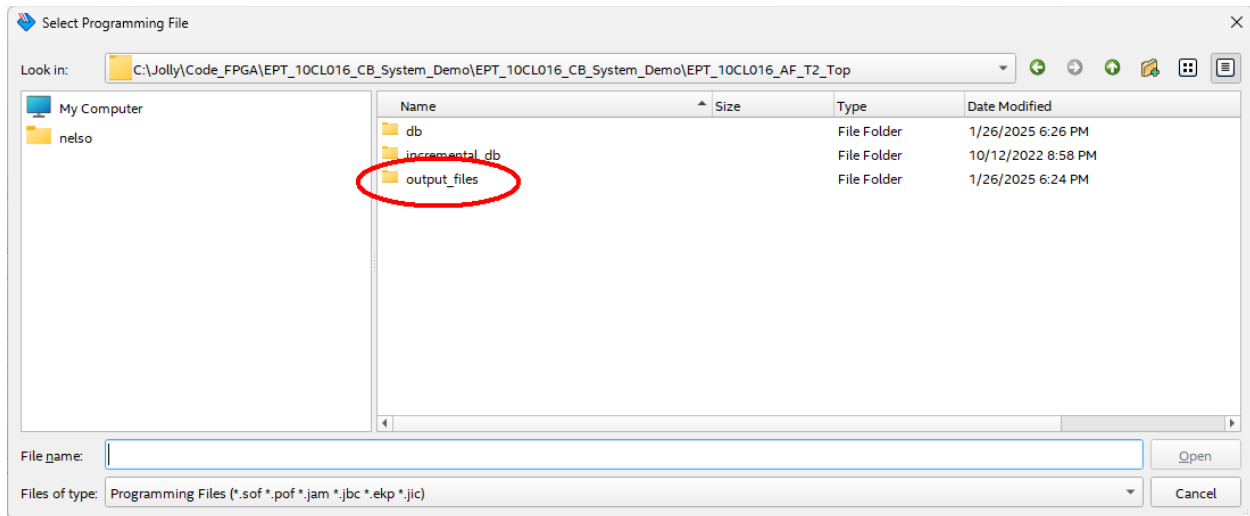 Select Programming File
Look in: C:\Jolly\Code_FPGA\EPT_10CL016_CB_System_Demo\EPT_10CL016_CB_System_Demo\EPT_10CL016_AF_T2_Top
My Computer
nelso
Name Size Type Date Modified
db File Folder 1/26/2025 6:26 PM
incremental_db File Folder 10/12/2022 8:58 PM
output_files File Folder 1/26/2025 6:24 PM
File name: Open
Files of type: Programming Files (*.sof *.pof *.jam *.jbc *.ekp *.jic) Cancel